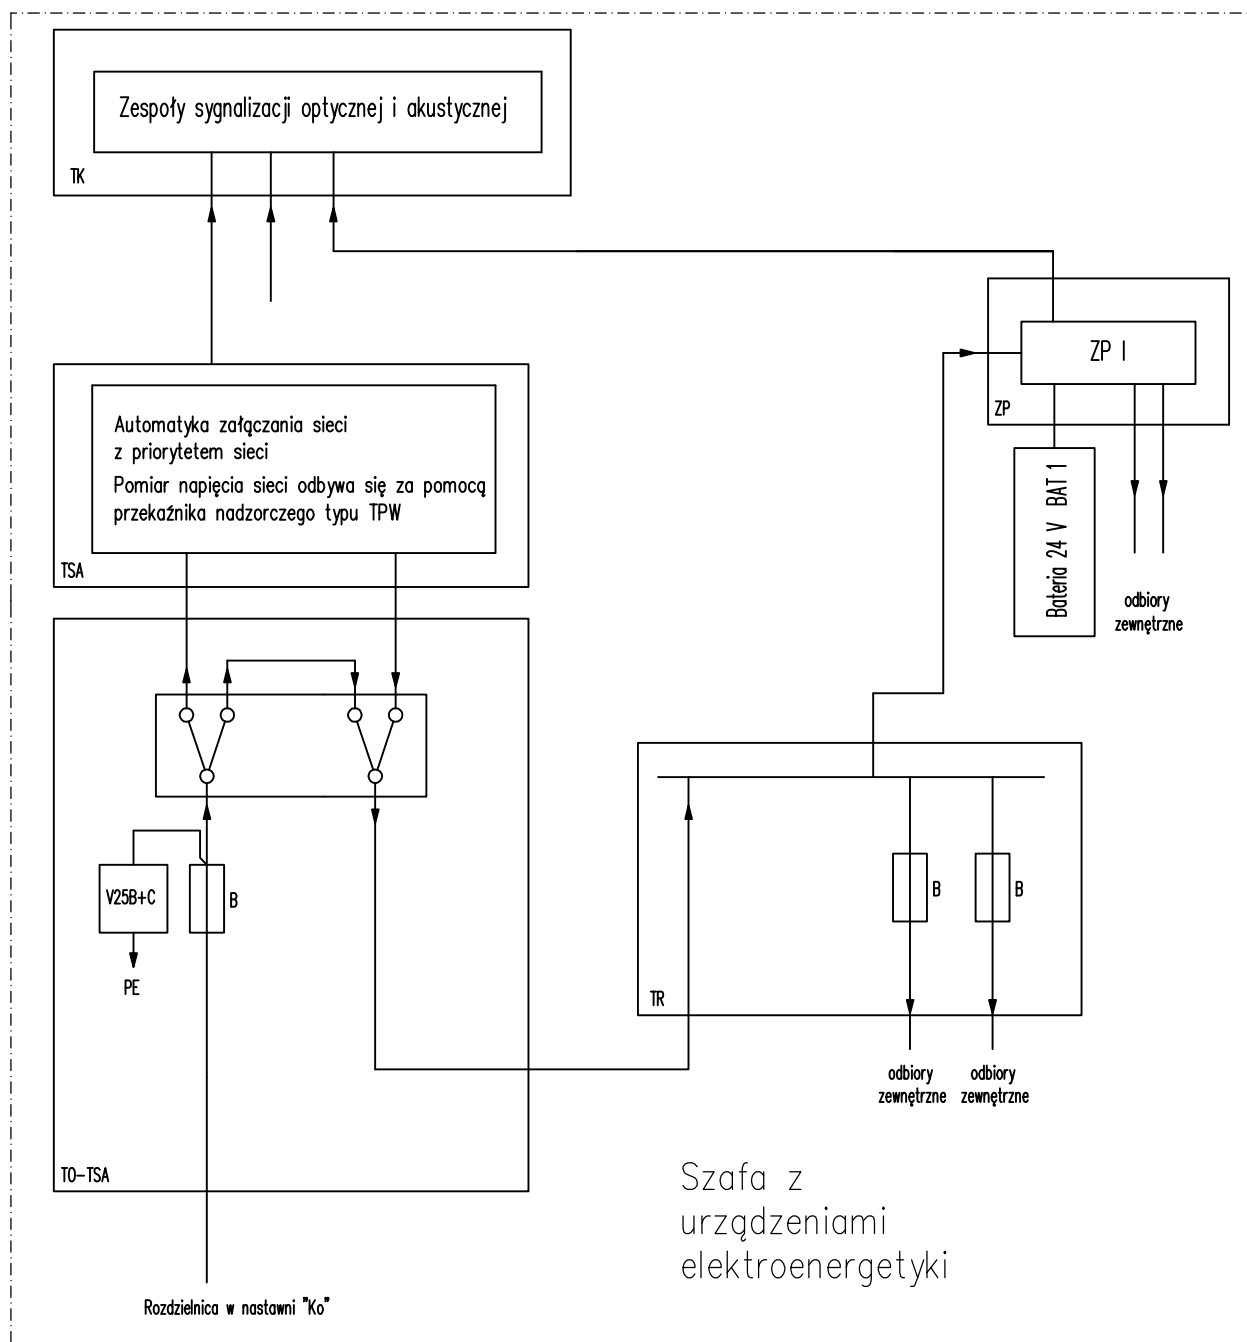 Zespoły sygnalizacji optycznej i akustycznej
TK
ZP I
ZP
Automatyka załączania sieci
z priorytetem sieci
Pomiar napięcia sieci odbywa się za pomocą
przekaźnika nadzorczego typu TPW
TSA
Bateria 24 V BAT 1
odbiory
zewnętrzne
V25B+C
B
PE
B
B
TR
odbiory
zewnętrzne
odbiory
zewnętrzne
TO-TSA
Szafa z
urządzeniami
elektroenergetyki
Rozdzielnica w nastawni "Ko"